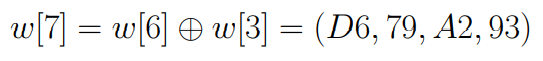 w[7] = w[6] ⊕ w[3] = (D6, 79, A2, 93)